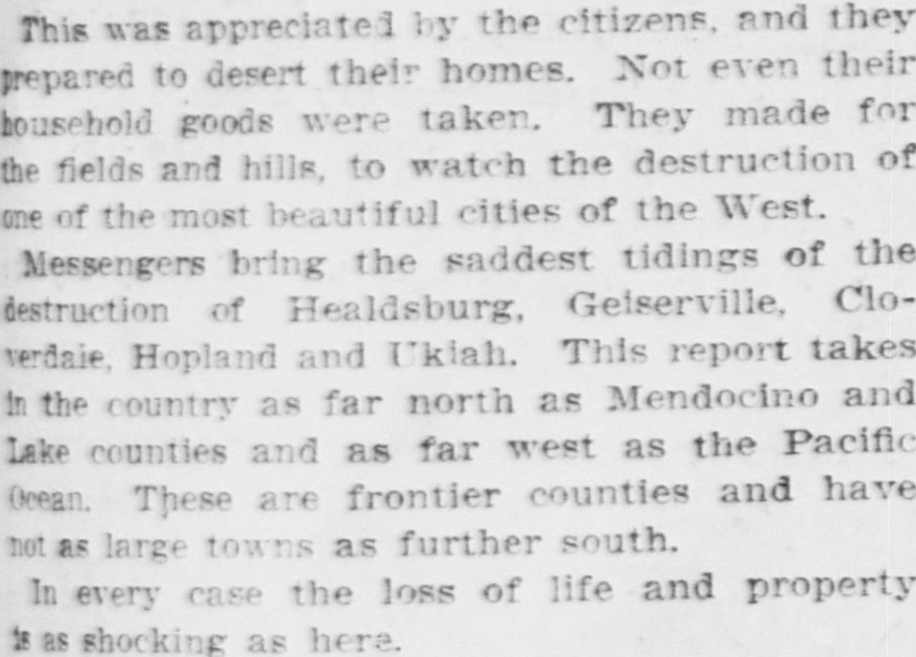 This was appreciated by the citizens, and they
prepared to desert their homes. Not even their
household goods were taken. They made for
the fields and hills, to watch the destruction of
one of the most beautiful cities of the West.
Messengers bring the saddest tidings of the
destruction of Healdsburg, Geiserville, Clo-
verdale, Hopland and Ukiah. This report takes
in the country as far north as Mendocino and
Lake counties and as far west as the Pacific
Ocean. These are frontier counties and have
not as large towns as further south.
In every case the loss of life and property
is as shocking as here.